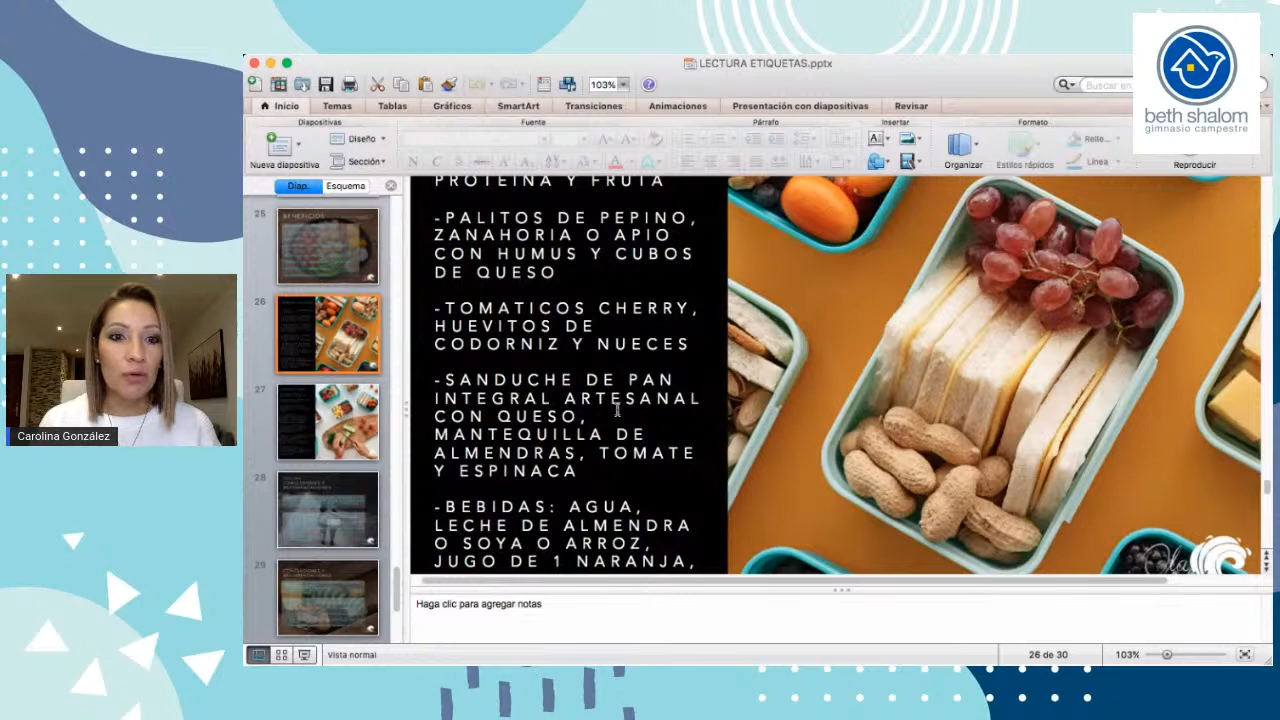 LECTURA ETIQUETAS.pptx
103%
Buscar en
Inicio
Temas
Tablas
Gráficos
SmartArt
Transiciones
Animaciones
Presentación con diapositivas
Revisar
Diapositivas
Fuente
Párrafo
Insertar
Formato
Nueva diapositiva
Diseño
Sección
Organizar
Estilos rápidos
Relle...
Línea
Reproducir
beth shalom
gimnasio campestre
Diap.
Esquema
25
26
27
28
29
PROTEINA Y FRUTA
-PALITOS DE PEPINO,
ZANAHORIA O APIO
CON HUMUS Y CUBOS
DE QUESO
-TOMATICOS CHERRY,
HUEVITOS DE
CODORNIZ Y NUECES
-SANDUCHE DE PAN
INTEGRAL ARTESANAL
CON QUESO,
MANTEQUILLA DE
ALMENDRAS, TOMATE
Y ESPINACA
-BEBIDAS: AGUA,
LECHE DE ALMENDRA
O SOYA O ARROZ,
JUGO DE 1 NARANJA,
Carolina González
Haga clic para agregar notas
Vista normal
26 de 30
103%